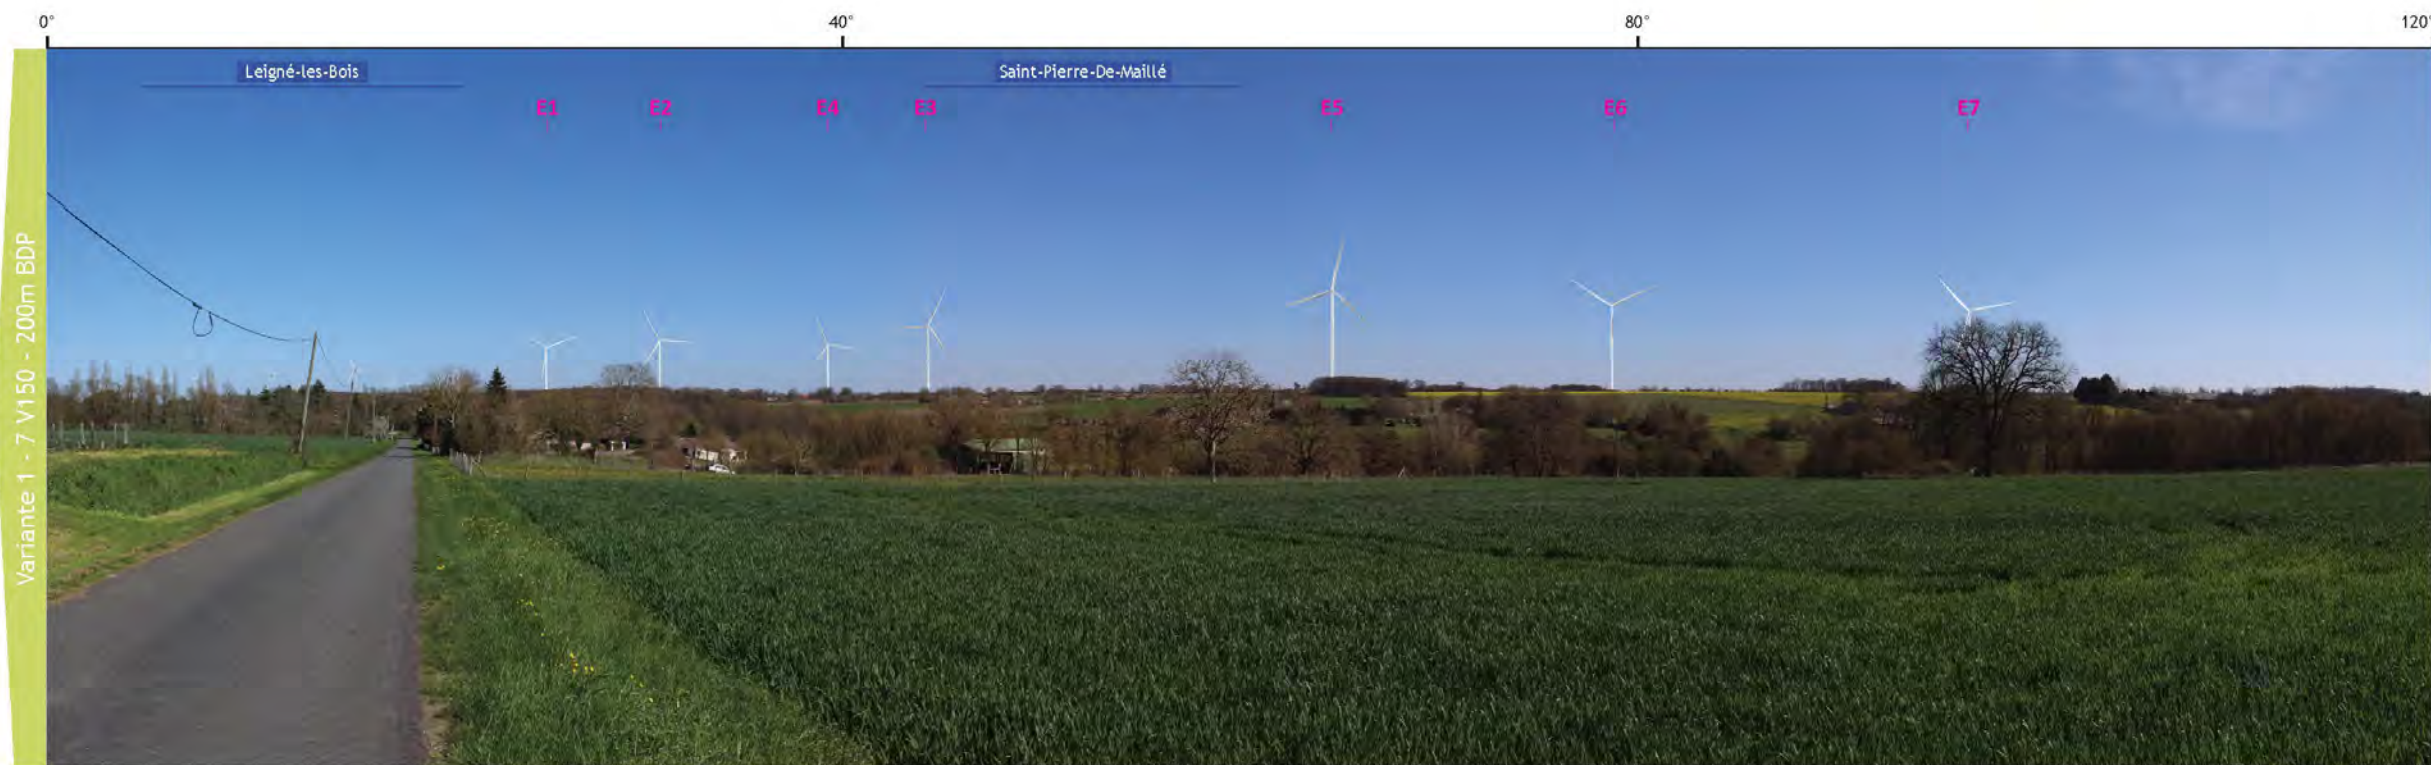 0° 40° 80° 120°
Leigné-les-Bois Saint-Pierre-De-Maillé
E1 E2 E4 E3 E5 E6 E7
Variante 1 - 7 V150 - 200m BDP